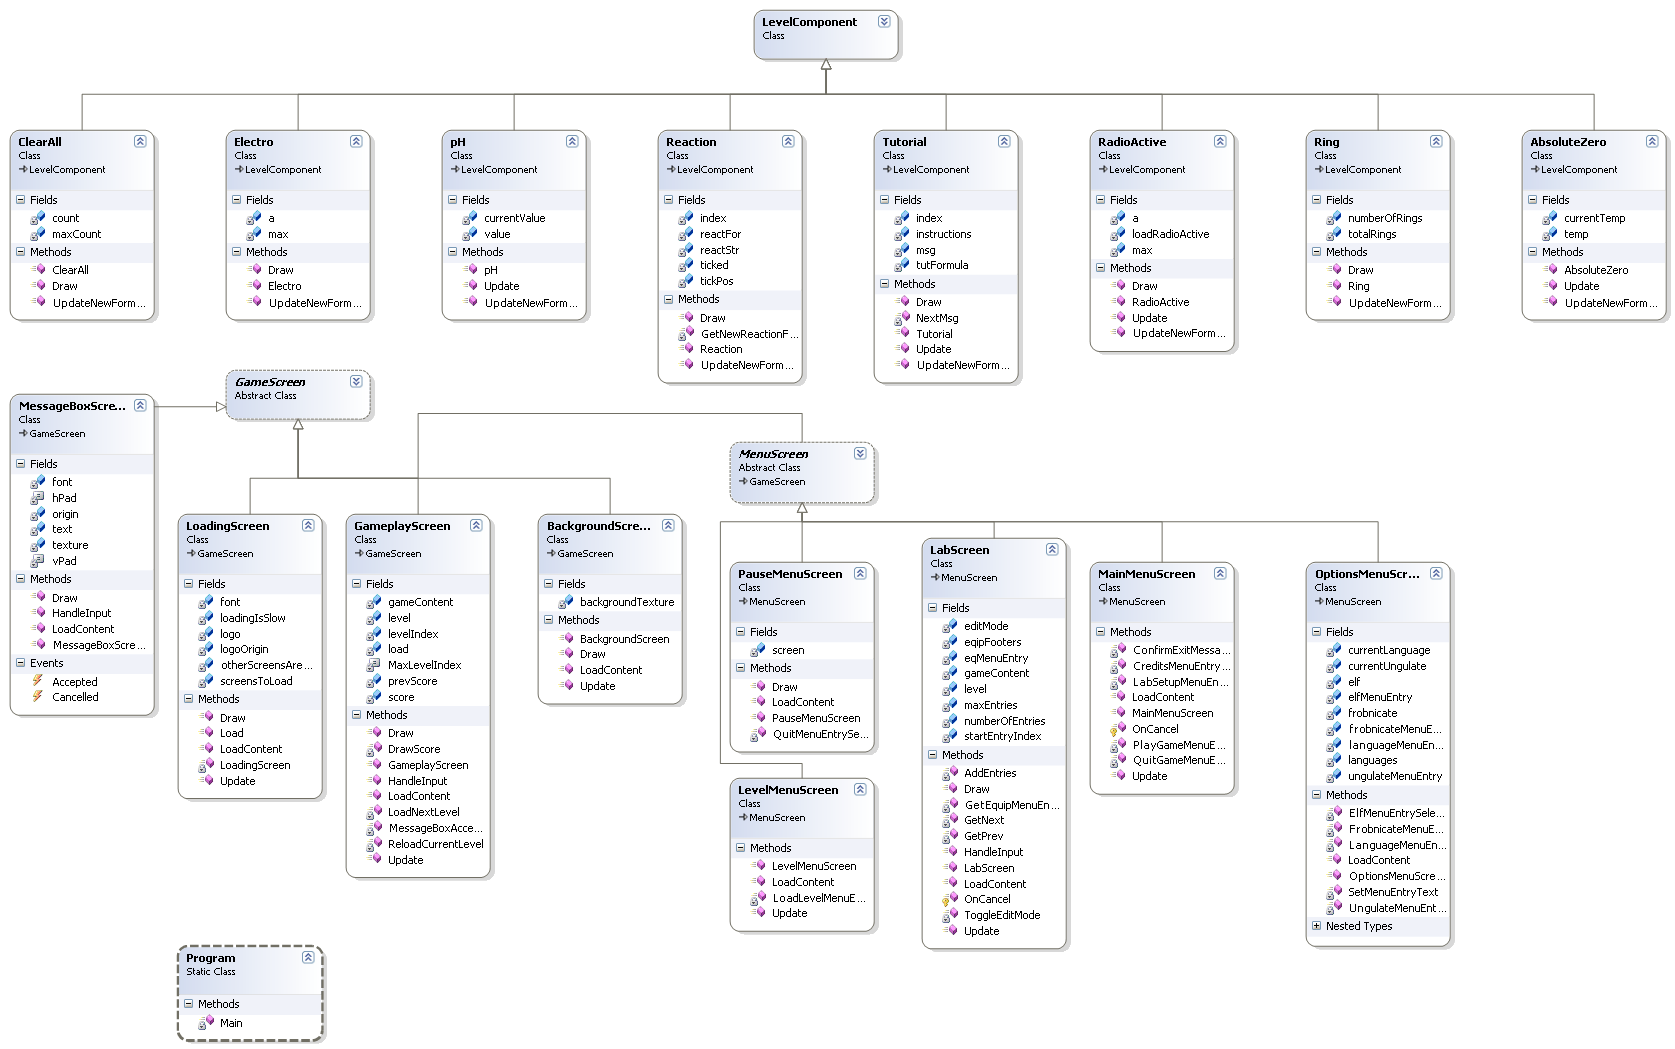 LevelComponent
Class
ClearAll
Class
LevelComponent
Fields
count
maxCount
Methods
ClearAll
Draw
UpdateNewForm...
Electro
Class
LevelComponent
Fields
a
max
Methods
Draw
Electro
UpdateNewForm...
pH
Class
LevelComponent
Fields
currentValue
value
Methods
pH
Update
UpdateNewForm...
Reaction
Class
LevelComponent
Fields
index
reactFor
reactStr
ticked
tickPos
Methods
Draw
GetNewReactionF...
Reaction
UpdateNewForm...
Tutorial
Class
LevelComponent
Fields
index
instructions
msg
tutFormula
Methods
Draw
NextMsg
Tutorial
Update
UpdateNewForm...
RadioActive
Class
LevelComponent
Fields
a
loadRadioActive
max
Methods
Draw
RadioActive
Update
UpdateNewForm...
Ring
Class
LevelComponent
Fields
numberOfRings
totalRings
Methods
Draw
Ring
UpdateNewForm...
AbsoluteZero
Class
LevelComponent
Fields
currentTemp
temp
Methods
AbsoluteZero
Update
UpdateNewForm...
MessageBoxScre...
Class
GameScreen
Fields
font
hPad
origin
text
texture
vPad
Methods
Draw
HandleInput
LoadContent
MessageBoxScre...
Events
Accepted
Cancelled
GameScreen
Abstract Class
MenuScreen
Abstract Class
GameScreen
LoadingScreen
Class
GameScreen
Fields
font
loadingIsSlow
logo
logoOrigin
otherScreensAre...
screensToLoad
Methods
Draw
Load
LoadContent
LoadingScreen
Update
GameplayScreen
Class
GameScreen
Fields
gameContent
level
levelIndex
load
MaxLevelIndex
prevScore
score
Methods
Draw
DrawScore
GameplayScreen
HandleInput
LoadContent
LoadNextLevel
MessageBoxAcce...
ReloadCurrentLevel
Update
BackgroundScre...
Class
GameScreen
Fields
backgroundTexture
Methods
BackgroundScreen
Draw
LoadContent
Update
PauseMenuScreen
Class
MenuScreen
Fields
screen
Methods
Draw
LoadContent
PauseMenuScreen
QuitMenuEntrySe...
LevelMenuScreen
Class
MenuScreen
Methods
LevelMenuScreen
LoadContent
LoadLevelMenuE...
Update
LabScreen
Class
MenuScreen
Fields
editMode
eqipFooters
eqMenuEntry
gameContent
level
maxEntries
numberOfEntries
startEntryIndex
Methods
AddEntries
Draw
GetEquipMenuEn...
GetNext
GetPrev
HandleInput
LabScreen
LoadContent
OnCancel
ToggleEditMode
Update
MainMenuScreen
Class
MenuScreen
Methods
ConfirmExitMessa...
CreditsMenuEntry...
LabSetupMenuEn...
LoadContent
MainMenuScreen
OnCancel
PlayGameMenuE...
QuitGameMenuE...
Update
OptionsMenuScr...
Class
MenuScreen
Fields
currentLanguage
currentUngulate
elf
elfMenuEntry
frobnicate
frobnicateMenuE...
languageMenuEn...
languages
ungulateMenuEntry
Methods
ElfMenuEntrySele...
FrobnicateMenuE...
LanguageMenuEn...
LoadContent
OptionsMenuScre...
SetMenuEntryText
UngulateMenuEnt...
Nested Types
Program
Static Class
Methods
Main